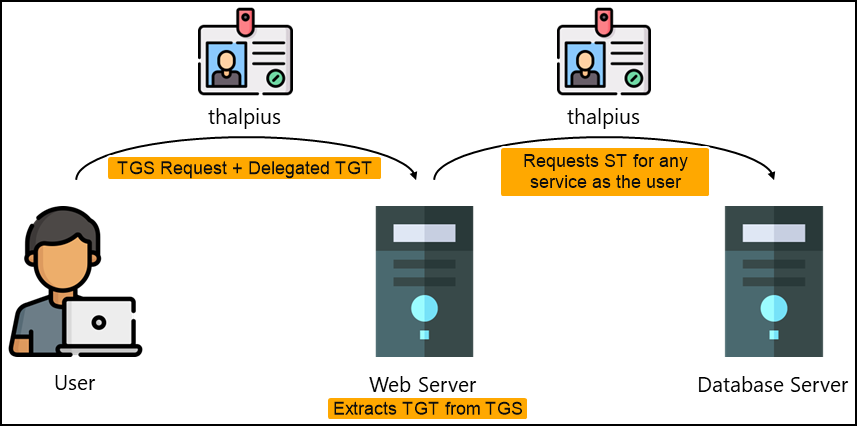 thalpius
thalpius
TGS Request + Delegated TGT
Requests ST for any
service as the user
User
Web Server
Database Server
Extracts TGT from TGS